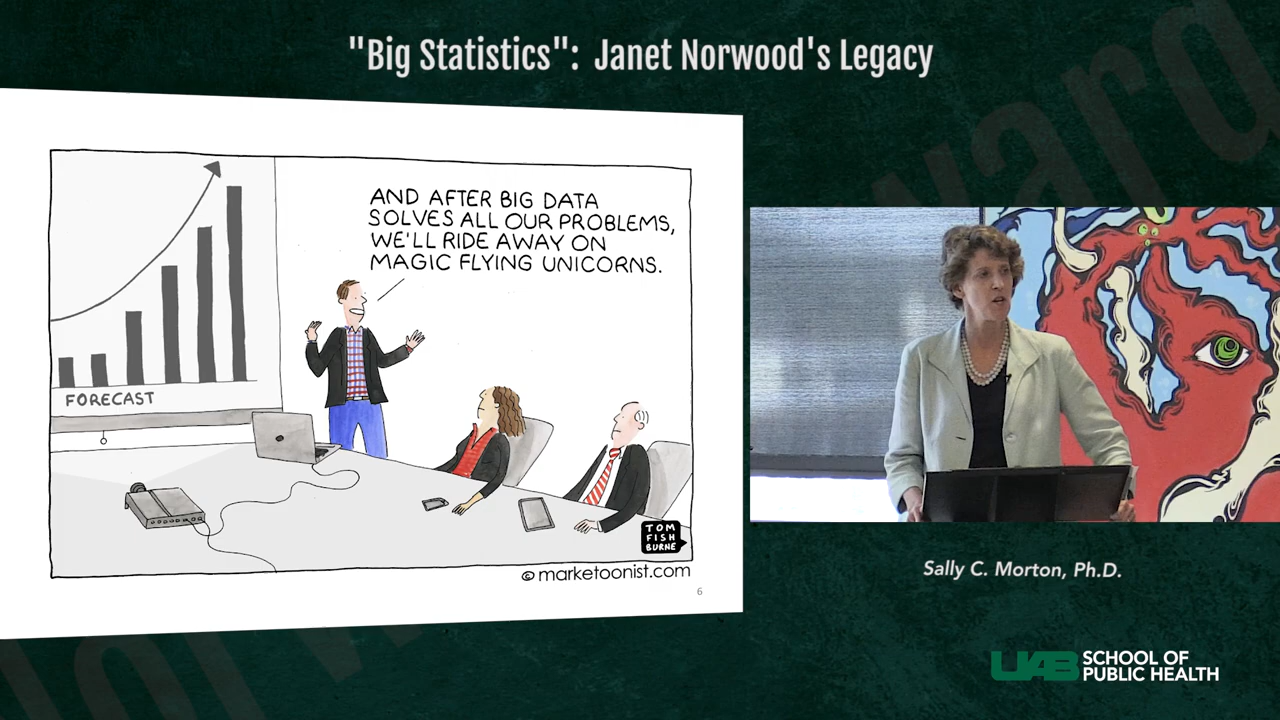 "Big Statistics": Janet Norwood's Legacy
AND AFTER BIG DATA
SOLVES ALL OUR PROBLEMS,
WE'LL RIDE AWAY ON
MAGIC FLYING UNICORNS.
FORECAST
TOM
FISH
BURNE
© marketoonist.com
6
Sally C. Morton, Ph.D.
UAB SCHOOL OF
PUBLIC HEALTH